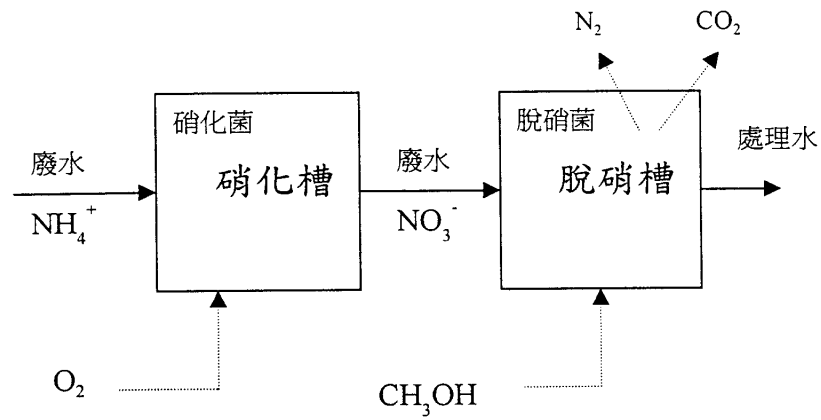 N₂
CO₂
硝化菌
脫硝菌
廢水
硝化槽
廢水
脫硝槽
處理水
NH₄⁺
NO₃⁻
O₂
CH₃OH